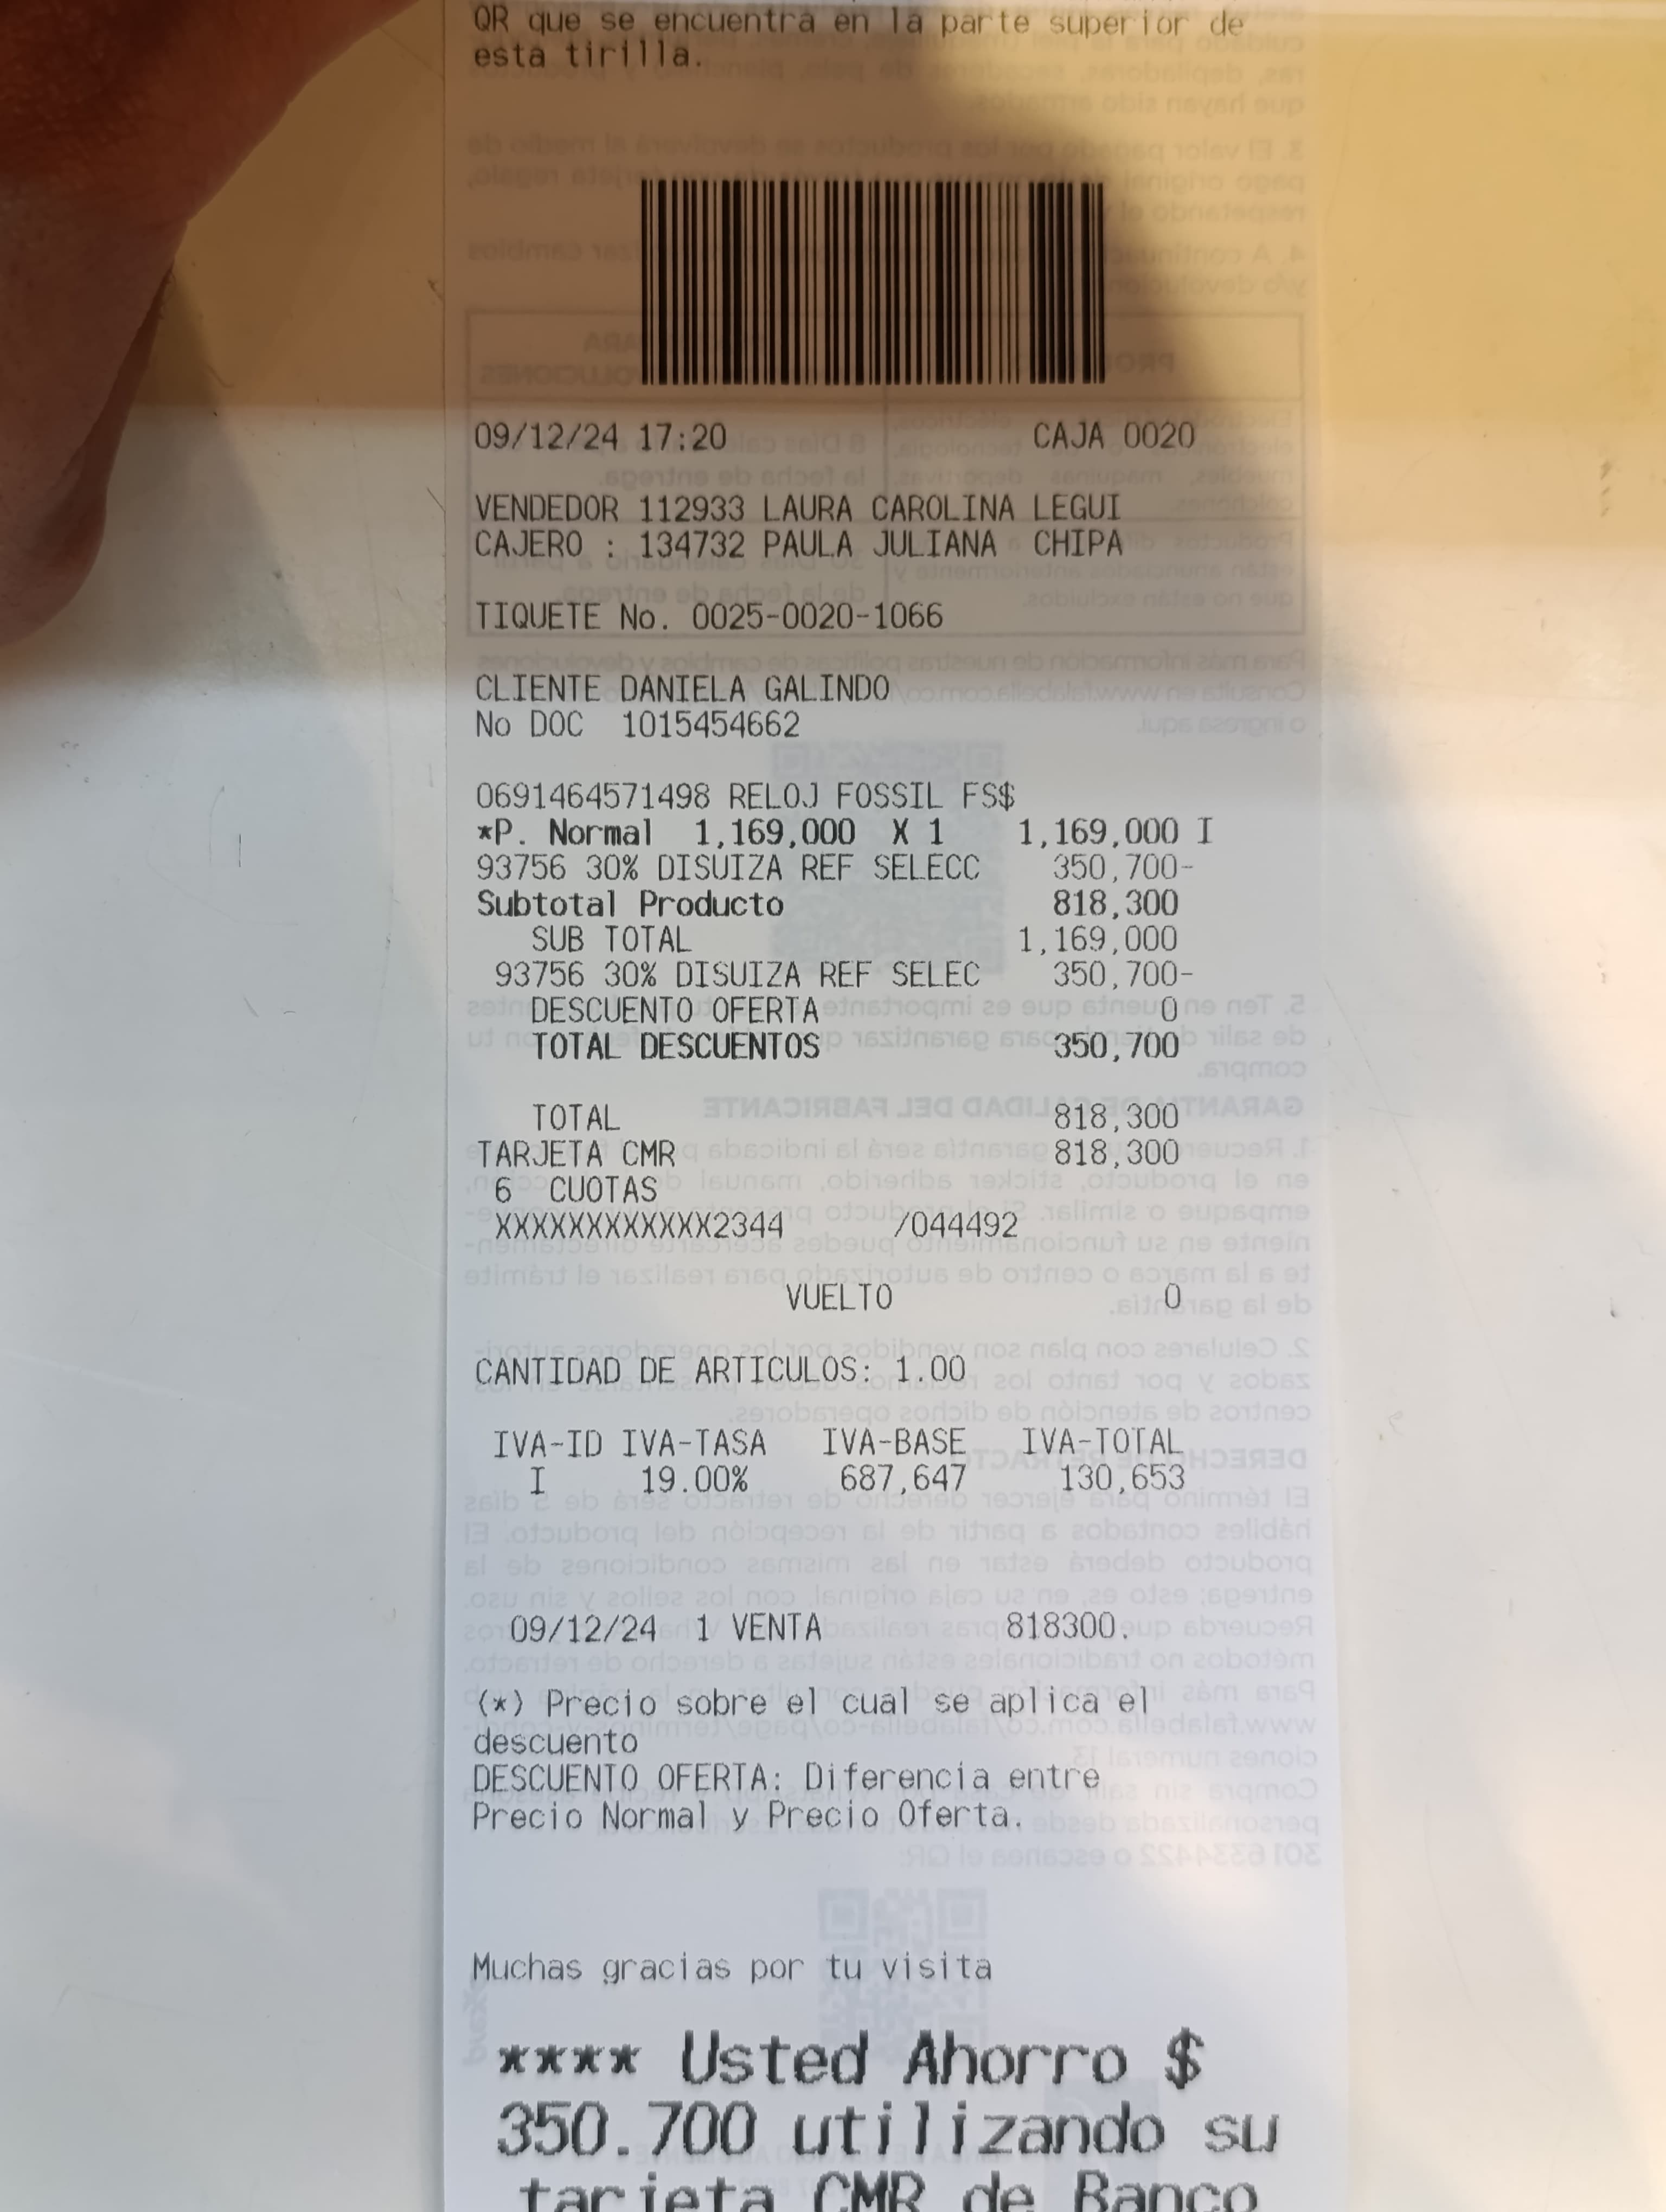 QR que se encuentra en la parte superior de
esta tirilla.
09/12/24 17:20 CAJA 0020
VENDEDOR 112933 LAURA CAROLINA LEGUI
CAJERO : 134732 PAULA JULIANA CHIPA
TIQUETE No. 0025-0020-1066
CLIENTE DANIELA GALINDO
No DOC 1015454662
0691464571498 RELOJ FOSSIL FS$
*P. Normal 1,169,000 X 1 1,169,000 I
93756 30% DISUIZA REF SELECC 350,700-
Subtotal Producto 818,300
SUB TOTAL 1,169,000
93756 30% DISUIZA REF SELEC 350,700-
DESCUENTO OFERTA 0
TOTAL DESCUENTOS 350,700
TOTAL 818,300
TARJETA CMR 818,300
6 CUOTAS
XXXXXXXXXXXX2344 /044492
VUELTO 0
CANTIDAD DE ARTICULOS: 1.00
IVA-ID IVA-TASA IVA-BASE IVA-TOTAL
I 19.00% 687,647 130,653
09/12/24 1 VENTA 818300.
(*) Precio sobre el cual se aplica el
descuento
DESCUENTO OFERTA: Diferencia entre
Precio Normal y Precio Oferta.
Muchas gracias por tu visita
**** Usted Ahorro $
350.700 utilizando su
tarjeta CMR de Banco